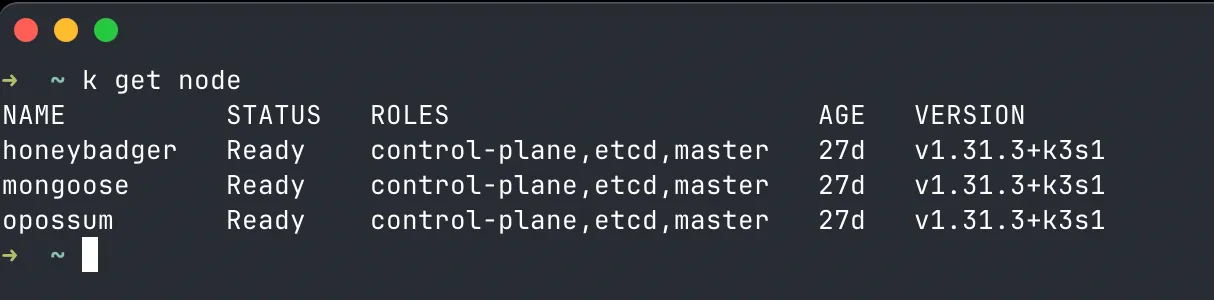 ➜  ~ k get node
NAME          STATUS   ROLES                       AGE   VERSION
honeybadger   Ready    control-plane,etcd,master   27d   v1.31.3+k3s1
mongoose      Ready    control-plane,etcd,master   27d   v1.31.3+k3s1
opossum       Ready    control-plane,etcd,master   27d   v1.31.3+k3s1
➜  ~